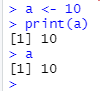 > a <- 10
> print(a)
[1] 10
> a
[1] 10
>